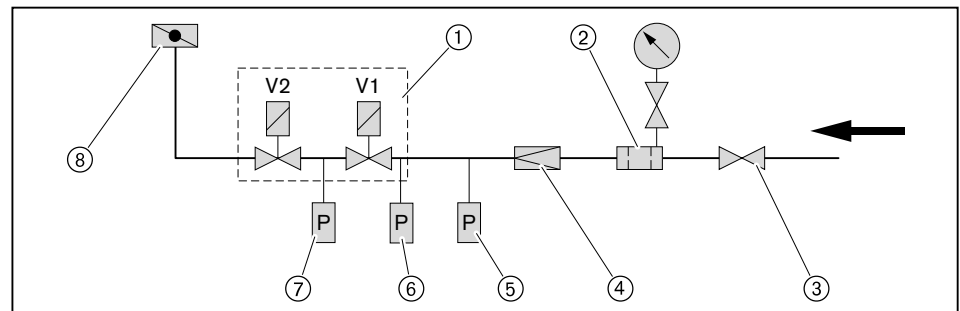 ① ②
V2 V1
⑧
P P P
⑦ ⑥ ⑤ ④ ③